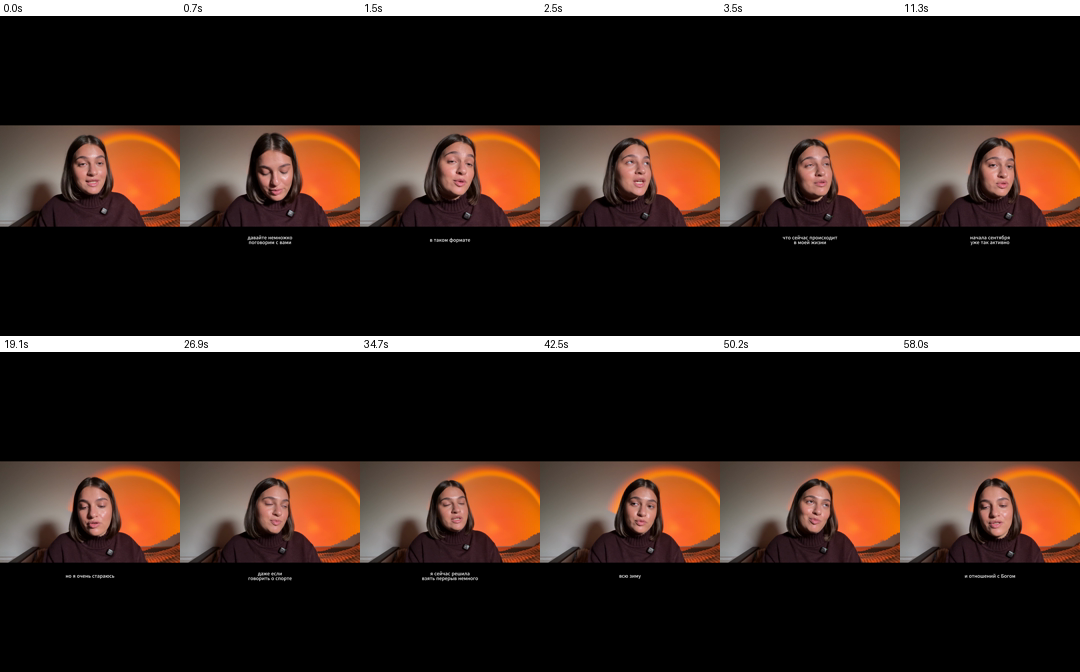 0.0s
0.7s
1.5s
2.5s
3.5s
11.3s
давайте немножко
поговорим с вами
в таком формате
что сейчас происходит
в моей жизни
начала сентября
уже так активно
19.1s
26.9s
34.7s
42.5s
50.2s
58.0s
но я очень стараюсь
даже если
говорить о спорте
я сейчас решила
взять перерыв немного
всю зиму
и отношений с Богом